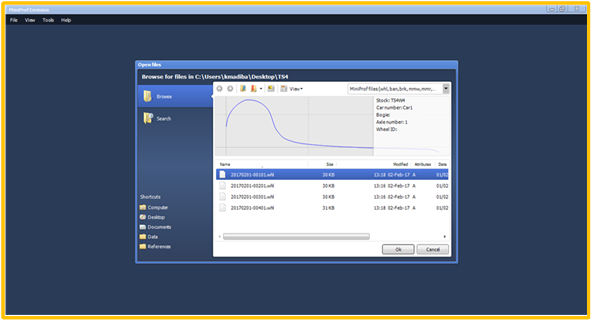 MiniProf Envision
File View Tools Help
Open files
Browse for files in C:\Users\kmadiba\Desktop\TS4
Browse
Search
View
MiniProf files (whl, ban, brk, mmw, mmr, ...
Stock: TS4W4
Car number: Car1
Bogie:
Axle number: 1
Wheel ID:
Name Size Modified Attributes Date
20170201-00101.whl 30 KB 13:18 02-Feb-17 A 01/02
20170201-00201.whl 30 KB 13:18 02-Feb-17 A 01/02
20170201-00301.whl 30 KB 13:18 02-Feb-17 A 01/02
20170201-00401.whl 31 KB 13:18 02-Feb-17 A 01/02
Shortcuts
Computer
Desktop
Documents
Data
References
Ok Cancel